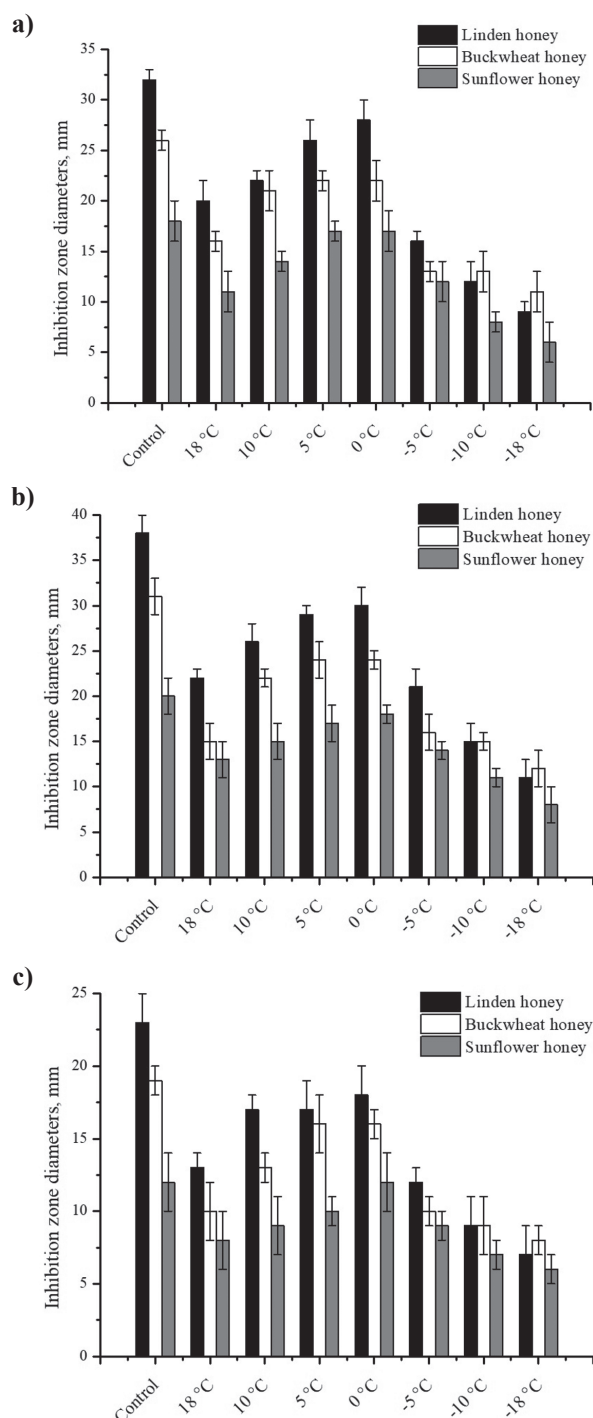 a)
Linden honey
Buckwheat honey
Sunflower honey
Inhibition zone diameters, mm
35
30
25
20
15
10
5
0
Control
18 °C
10 °C
5 °C
0 °C
-5 °C
-10 °C
-18 °C
b)
Linden honey
Buckwheat honey
Sunflower honey
Inhibition zone diameters, mm
40
35
30
25
20
15
10
5
0
Control
18 °C
10 °C
5 °C
0 °C
-5 °C
-10 °C
-18 °C
c)
Linden honey
Buckwheat honey
Sunflower honey
Inhibition zone diameters, mm
25
20
15
10
5
0
Control
18 °C
10 °C
5 °C
0 °C
-5 °C
-10 °C
-18 °C